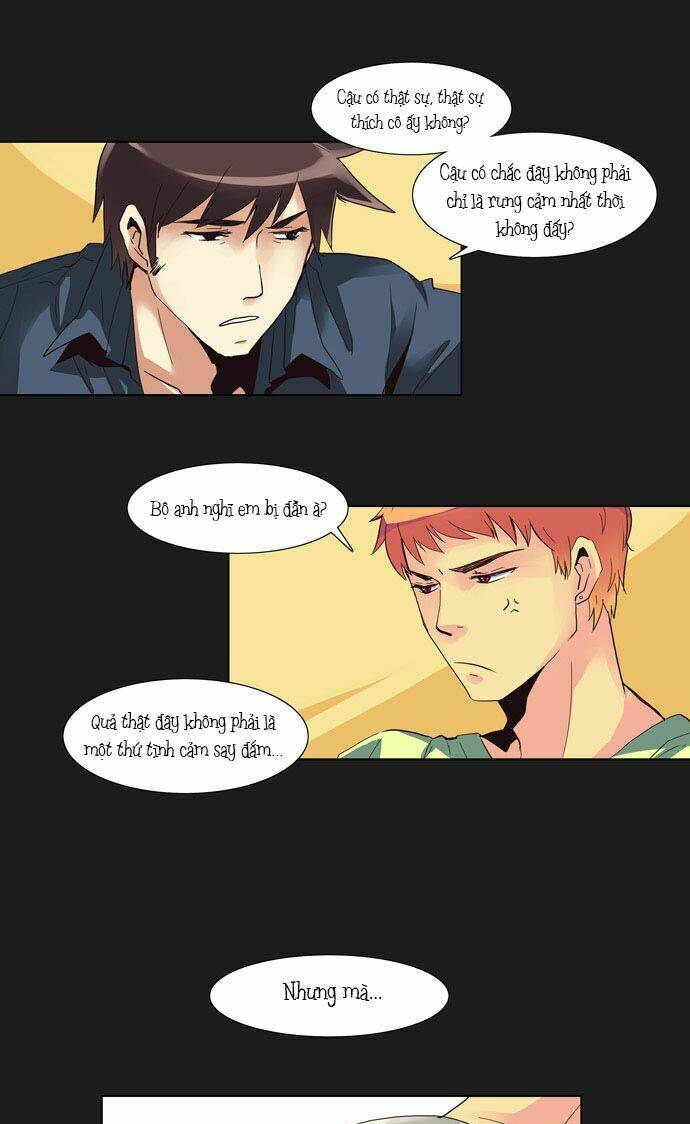 Cậu có thật sự, thật sự
thích cô ấy không?
Cậu có chắc đây không phải
chỉ là rung cảm nhất thời
không đấy?
Bộ anh nghĩ em bị đần à?
Quả thật đây không phải là
một thứ tình cảm say đắm...
Nhưng mà...